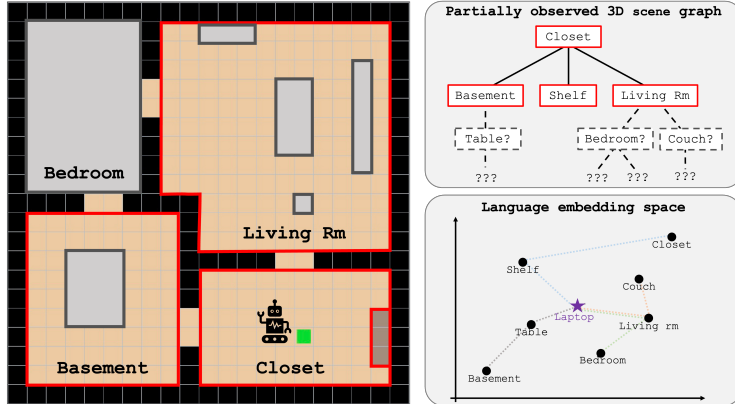 Bedroom
Living Rm
Basement
Closet
Partially observed 3D scene graph
Closet
Basement
Shelf
Living Rm
Table?
Bedroom?
Couch?
???
???
???
???
Language embedding space
Closet
Shelf
Couch
Laptop
Table
Living rm
Bedroom
Basement